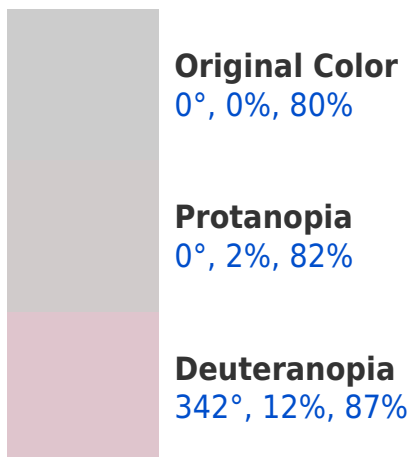 Original Color
0°, 0%, 80%
Protanopia
0°, 2%, 82%
Deuteranopia
342°, 12%, 87%